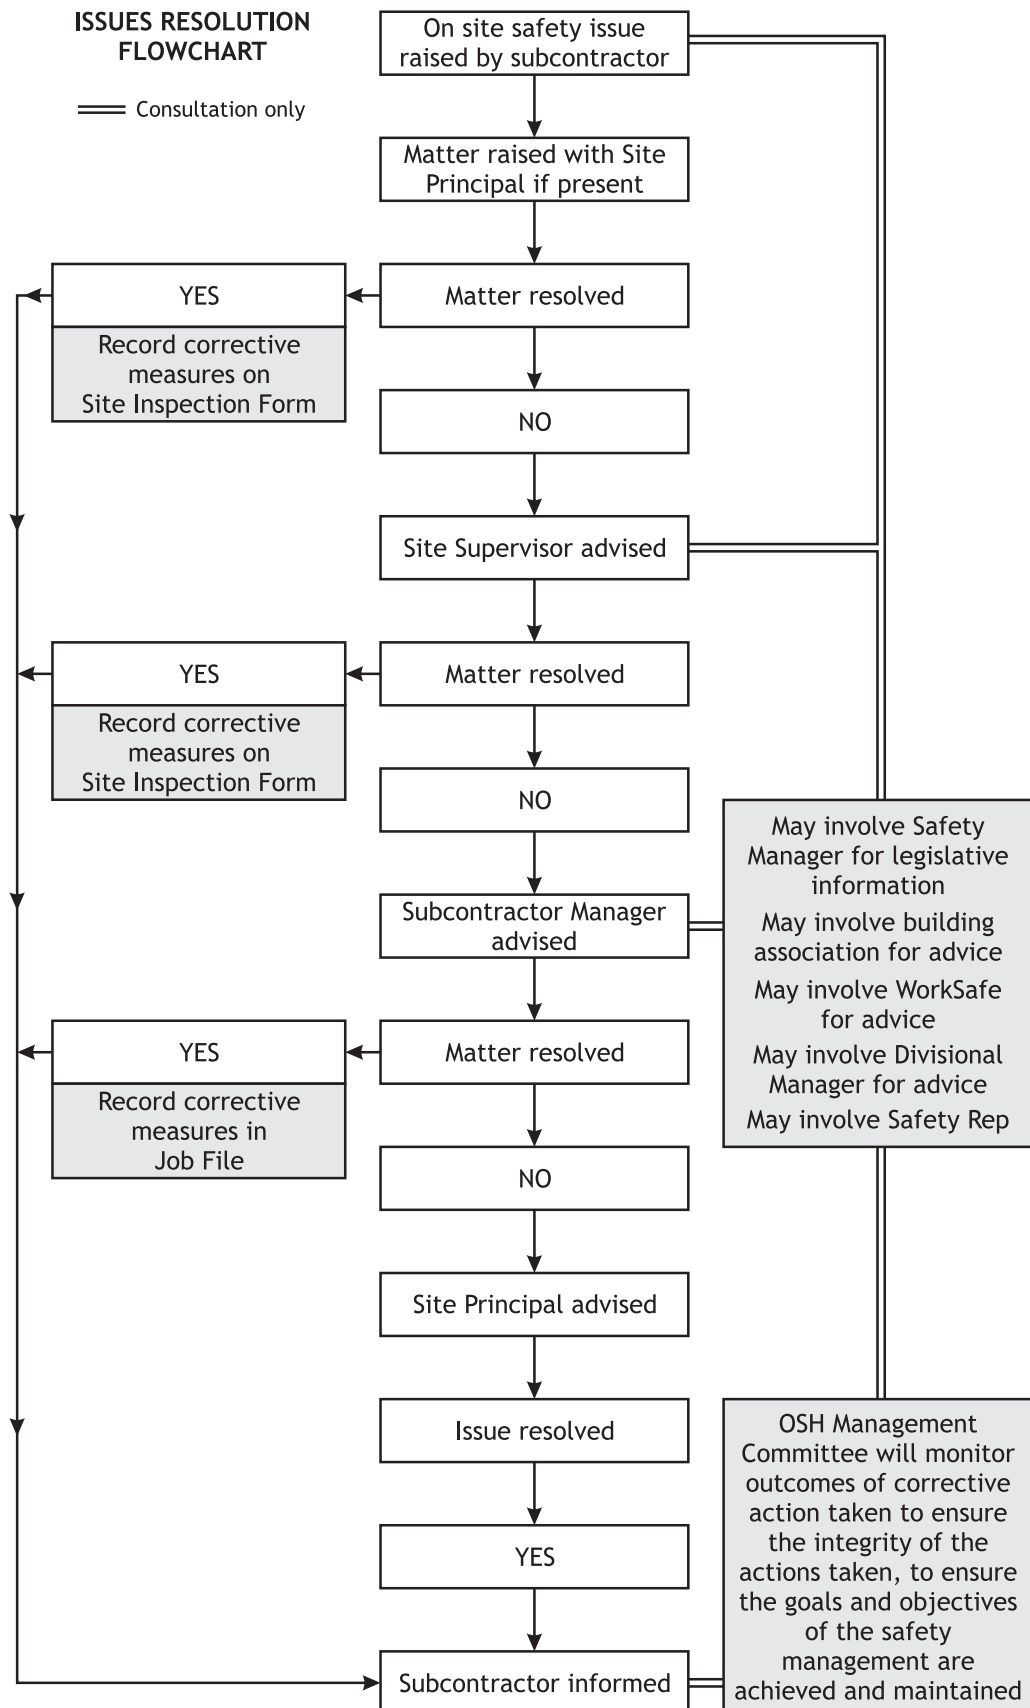 ISSUES RESOLUTION
FLOWCHART
Consultation only
On site safety issue
raised by subcontractor
Matter raised with Site
Principal if present
Matter resolved
YES
Record corrective
measures on
Site Inspection Form
NO
Site Supervisor advised
Matter resolved
YES
Record corrective
measures on
Site Inspection Form
NO
Subcontractor Manager
advised
May involve Safety
Manager for legislative
information
May involve building
association for advice
May involve WorkSafe
for advice
May involve Divisional
Manager for advice
May involve Safety Rep
Matter resolved
YES
Record corrective
measures in
Job File
NO
Site Principal advised
Issue resolved
YES
Subcontractor informed
OSH Management
Committee will monitor
outcomes of corrective
action taken to ensure
the integrity of the
actions taken, to ensure
the goals and objectives
of the safety
management are
achieved and maintained